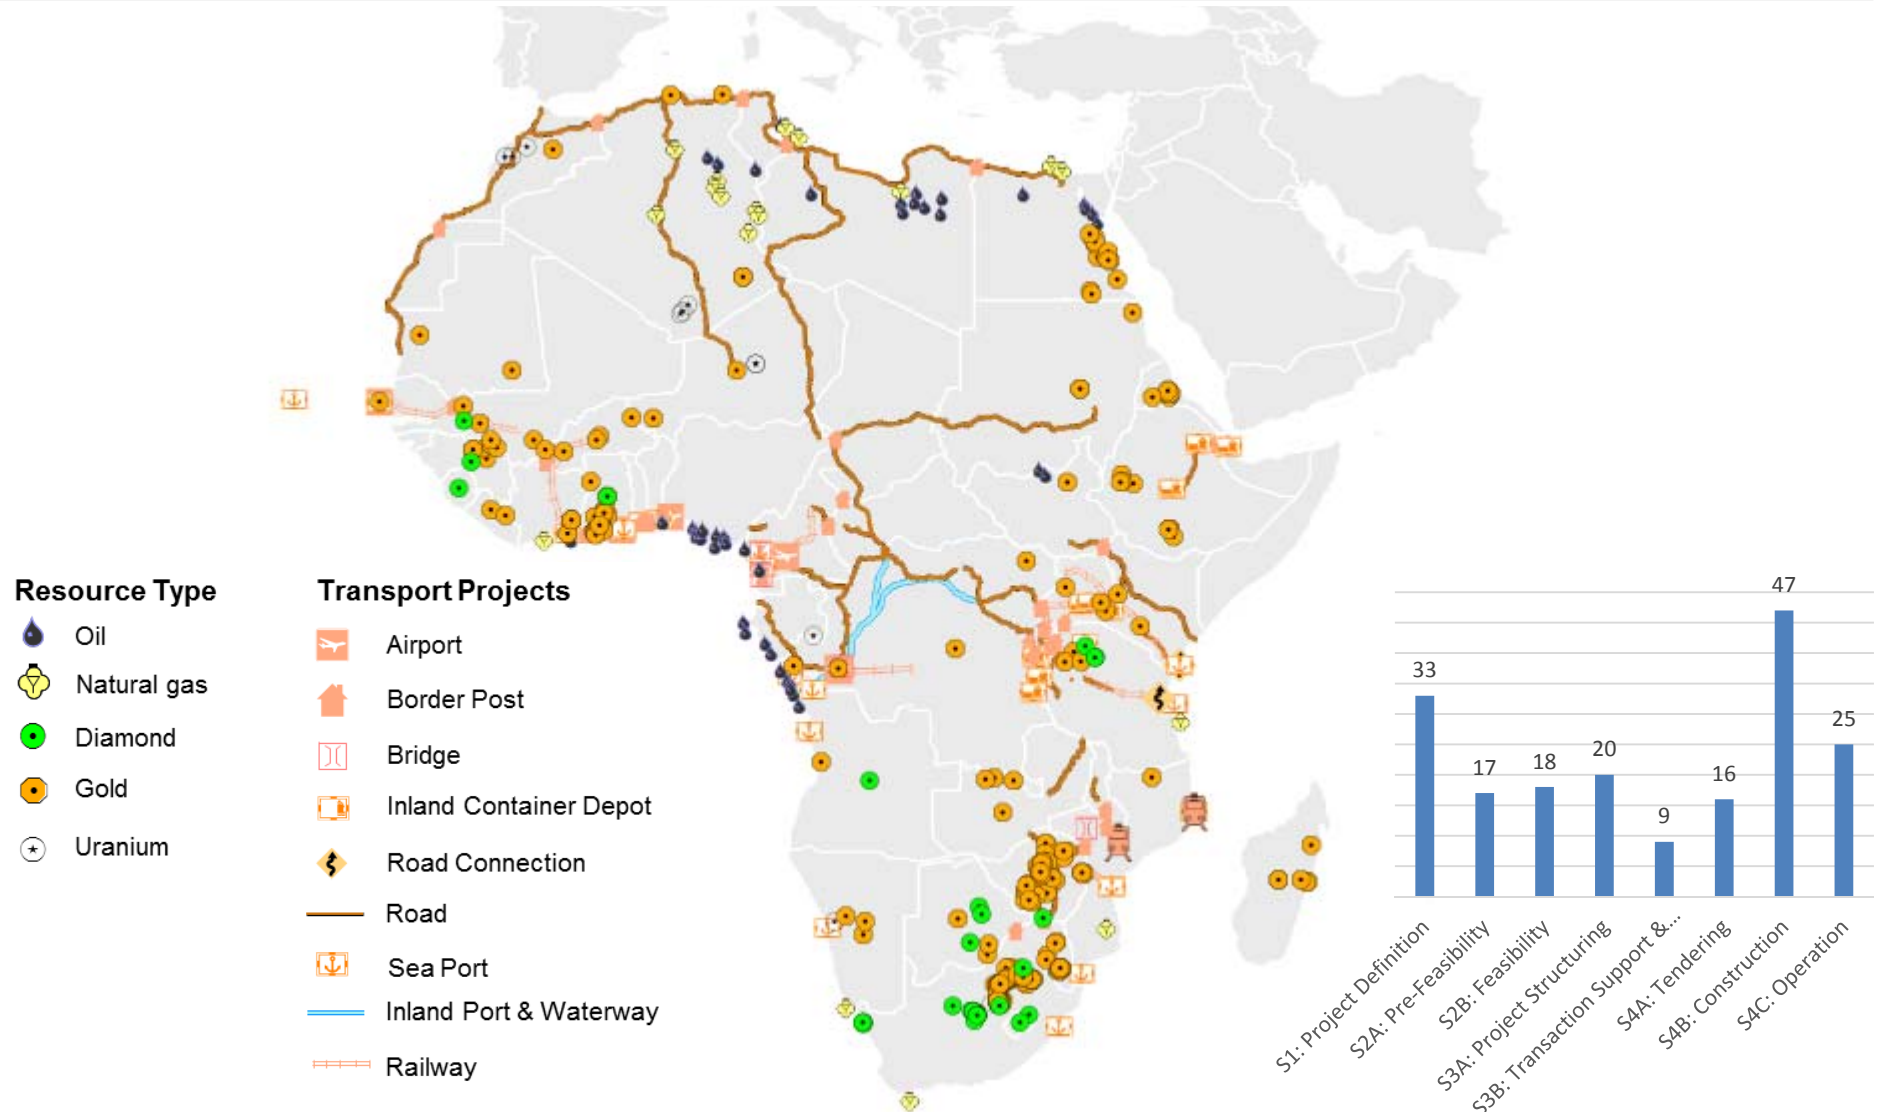 Resource Type
Oil
Natural gas
Diamond
Gold
Uranium
Transport Projects
Airport
Border Post
Bridge
Inland Container Depot
Road Connection
Road
Sea Port
Inland Port & Waterway
Railway
33
17
18
20
9
16
47
25
S1: Project Definition
S2A: Pre-Feasibility
S2B: Feasibility
S3A: Project Structuring
S3B: Transaction Support &...
S4A: Tendering
S4B: Construction
S4C: Operation